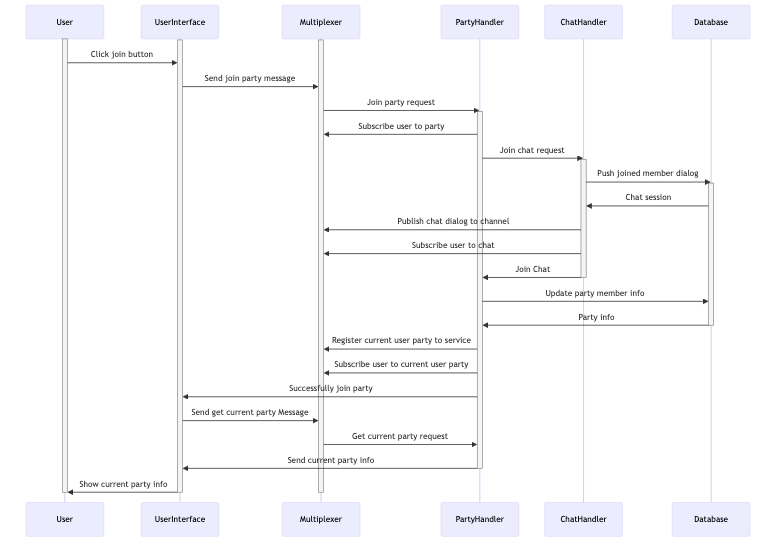 User UserInterface Multiplexer PartyHandler ChatHandler Database
Click join button
Send join party message
Join party request
Subscribe user to party
Join chat request
Push joined member dialog
Chat session
Publish chat dialog to channel
Subscribe user to chat
Join Chat
Update party member info
Party info
Register current user party to service
Subscribe user to current user party
Successfully join party
Send get current party Message
Get current party request
Send current party info
Show current party info
User UserInterface Multiplexer PartyHandler ChatHandler Database